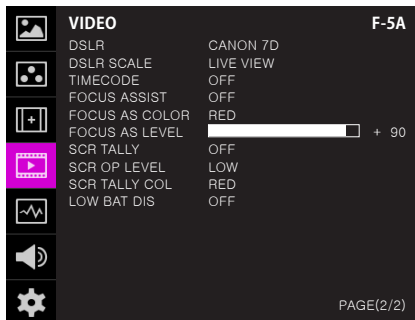 VIDEO F-5A
DSLR CANON 7D
DSLR SCALE LIVE VIEW
TIMECODE OFF
FOCUS ASSIST OFF
FOCUS AS COLOR RED
FOCUS AS LEVEL + 90
SCR TALLY OFF
SCR OP LEVEL LOW
SCR TALLY COL RED
LOW BAT DIS OFF
PAGE(2/2)